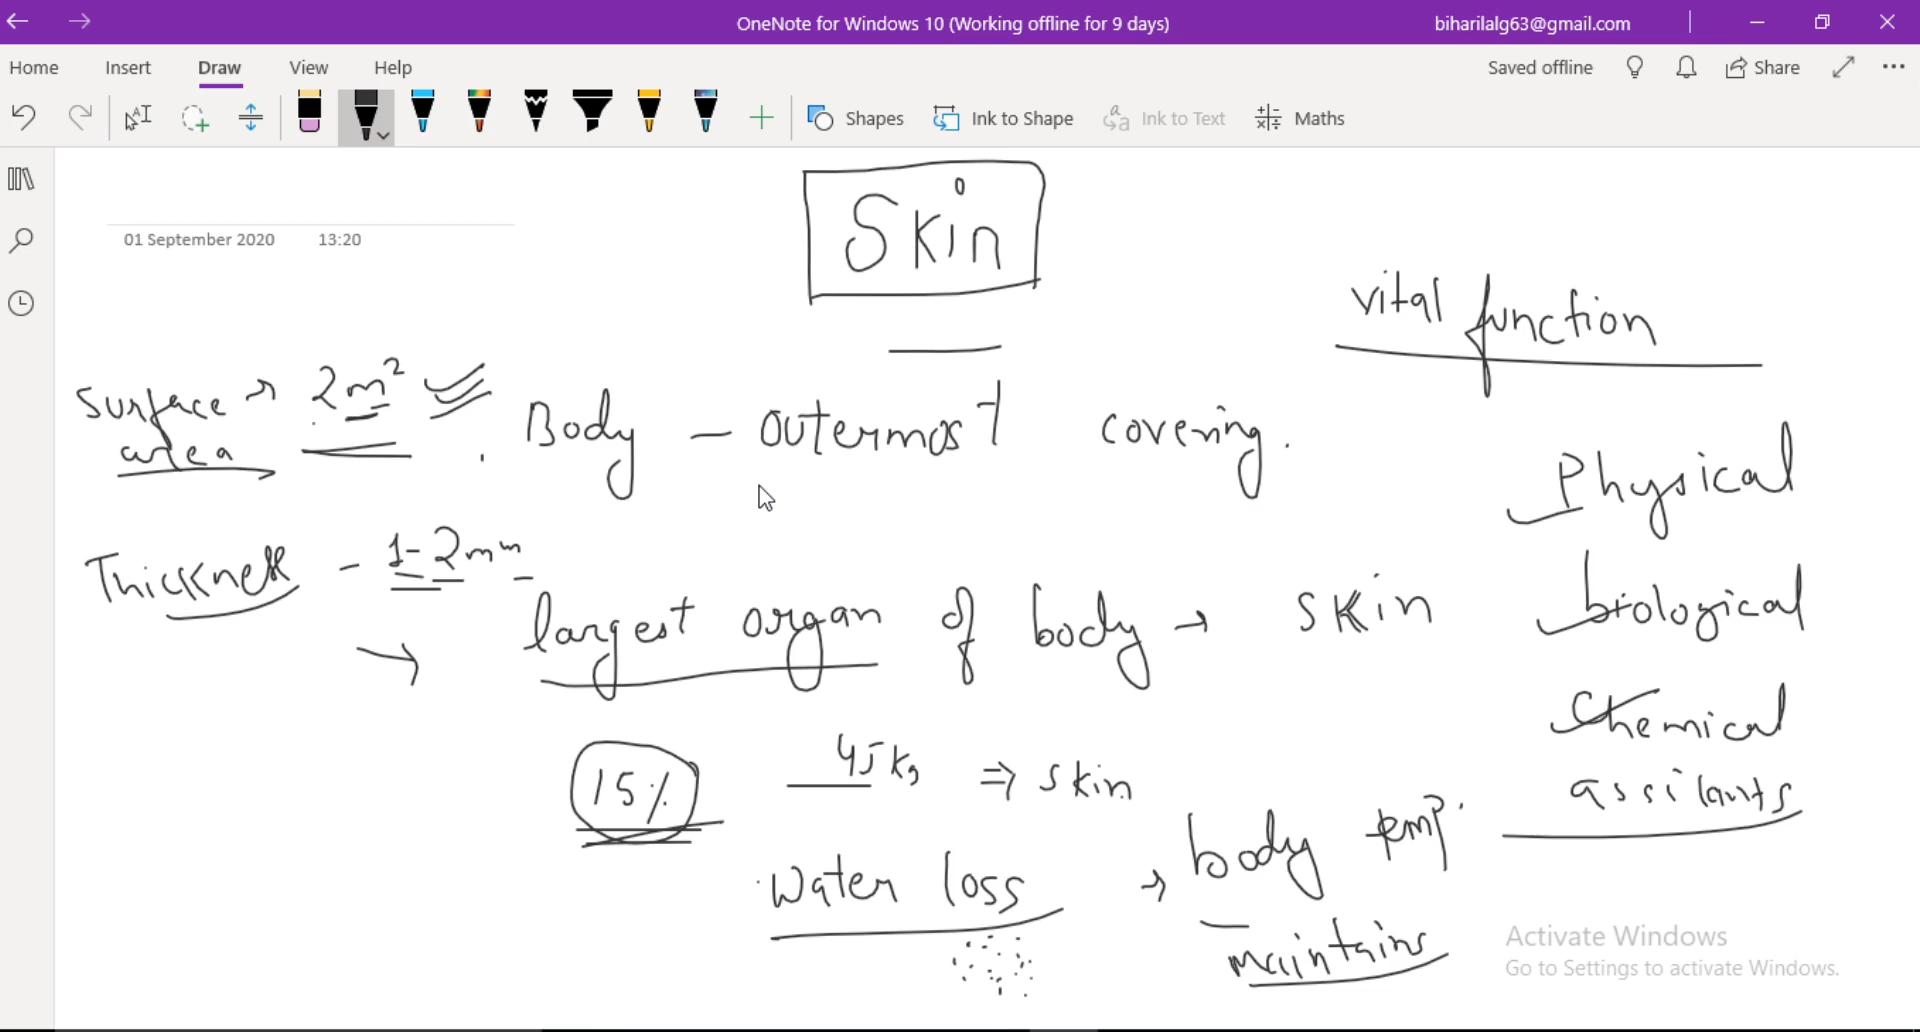 OneNote for Windows 10 (Working offline for 9 days)
biharilalg63@gmail.com
Home Insert Draw View Help
Saved offline Share
Shapes Ink to Shape Ink to Text Maths
Skin
01 September 2020 13:20
vital function
Surface → 2m²
area
Body – outermost covering.
Physical
Thickness – 1-2mm
biological
→ largest organ of body → skin
chemical
assilants
15% 45kg ⇒ skin
water loss → body temp.
maintains
Activate Windows
Go to Settings to activate Windows.